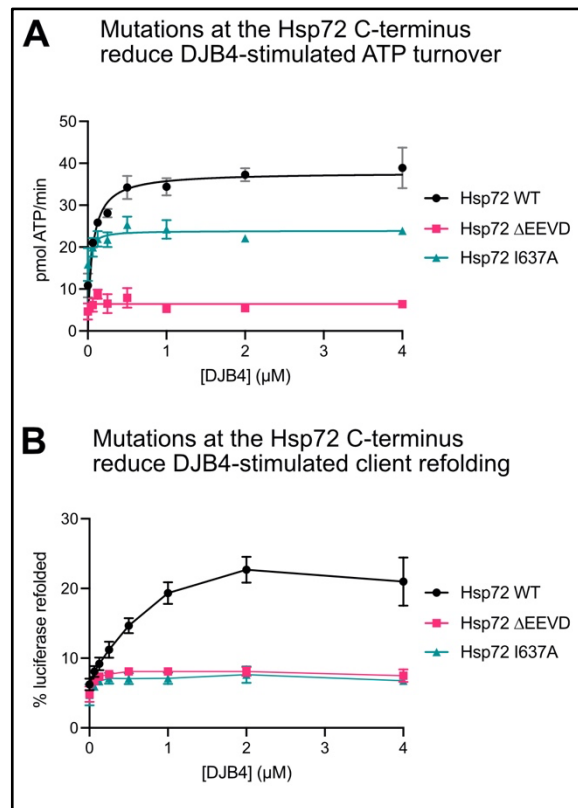 A
Mutations at the Hsp72 C-terminus
reduce DJB4-stimulated ATP turnover
50
40
30
20
10
0
pmol ATP/min
0 1 2 3 4
[DJB4] (µM)
Hsp72 WT
Hsp72 ΔEEVD
Hsp72 I637A
B
Mutations at the Hsp72 C-terminus
reduce DJB4-stimulated client refolding
30
20
10
0
% luciferase refolded
0 1 2 3 4
[DJB4] (µM)
Hsp72 WT
Hsp72 ΔEEVD
Hsp72 I637A